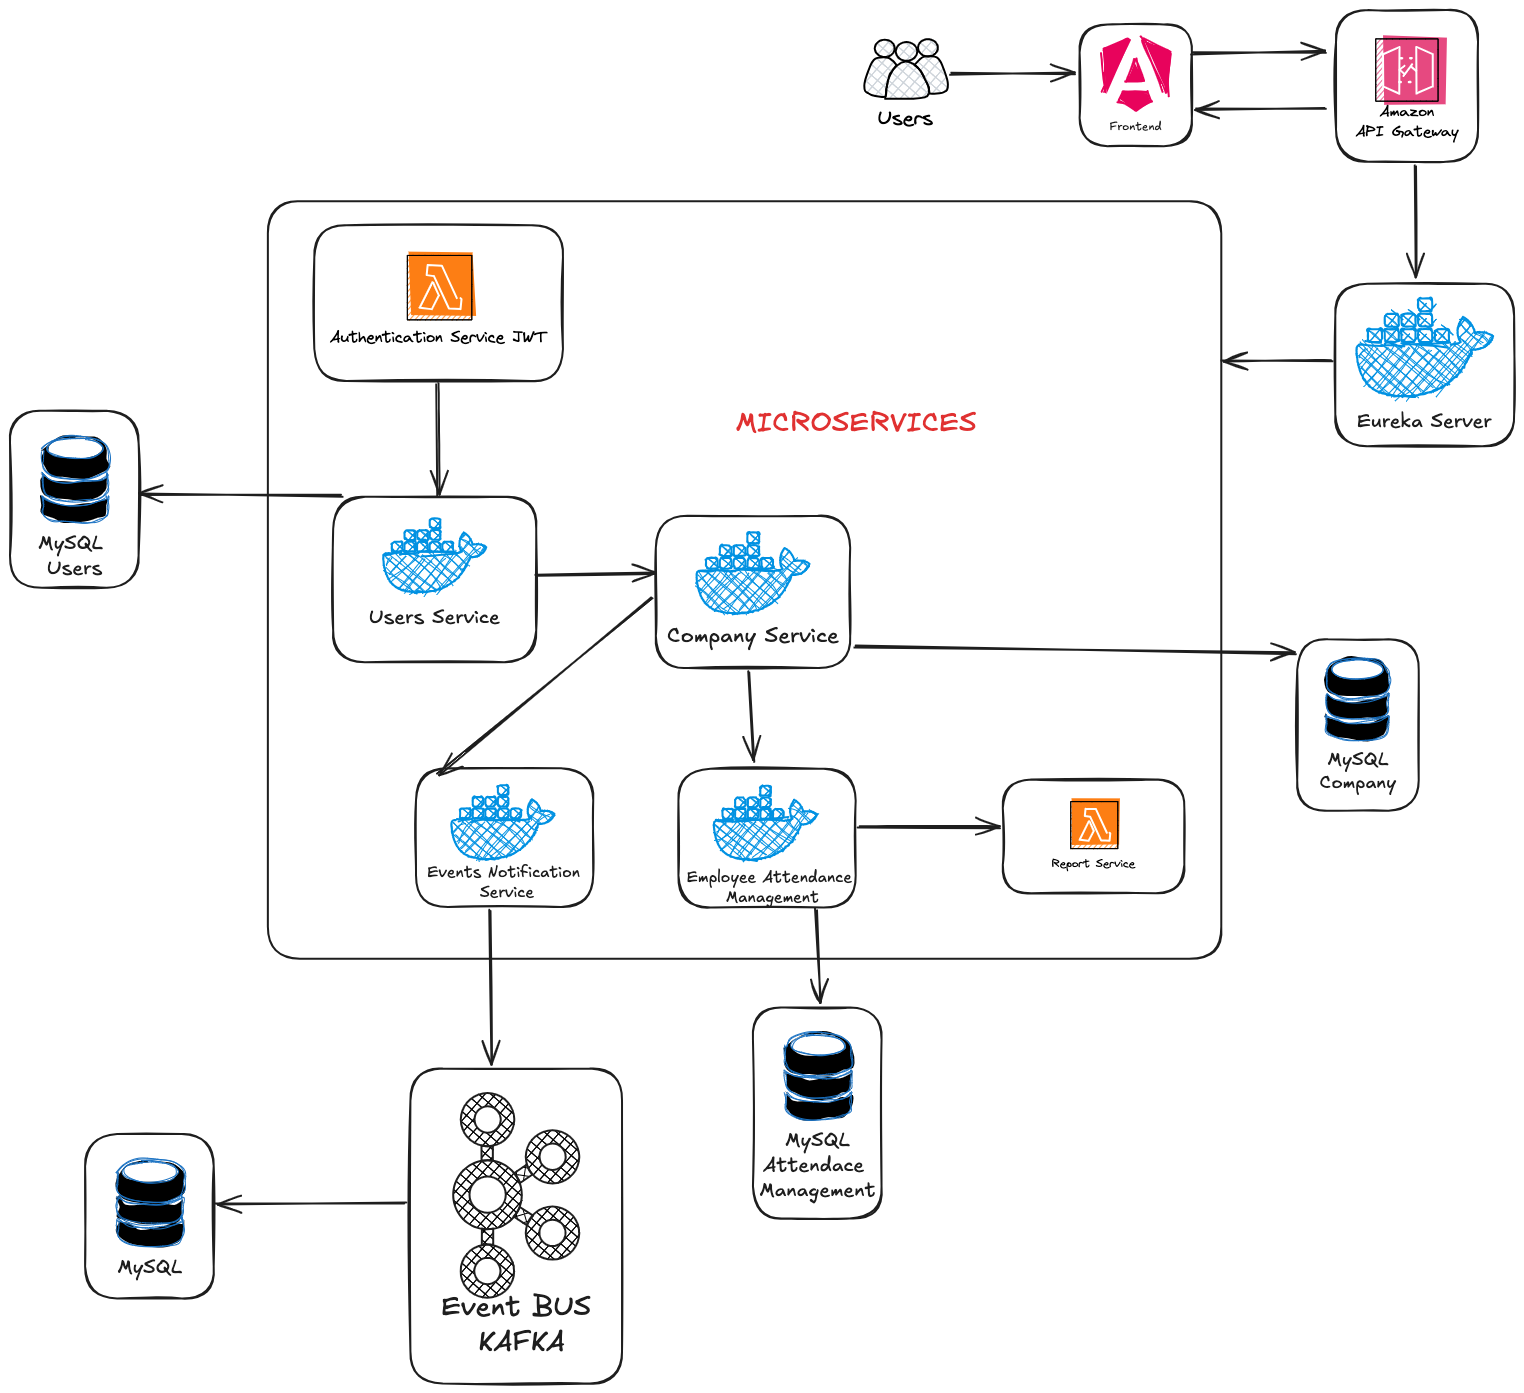 Users
Frontend
Amazon
API Gateway
Authentication Service JWT
MICROSERVICES
Eureka Server
MySQL
Users
Users Service
Company Service
MySQL
Company
Events Notification
Service
Employee Attendance
Management
Report Service
MySQL
Attendace
Management
MySQL
Event BUS
KAFKA